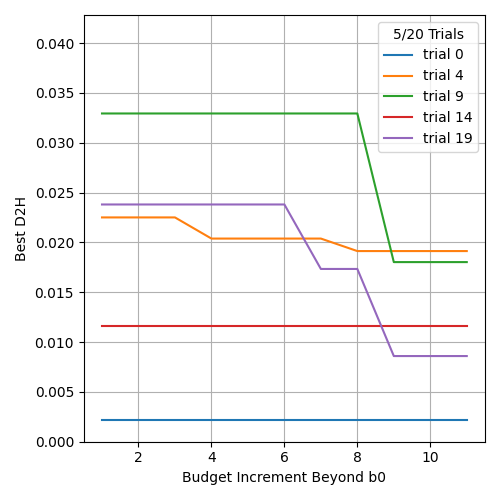 5/20 Trials
trial 0
trial 4
trial 9
trial 14
trial 19
Best D2H
0.040
0.035
0.030
0.025
0.020
0.015
0.010
0.005
0.000
2 4 6 8 10
Budget Increment Beyond b0